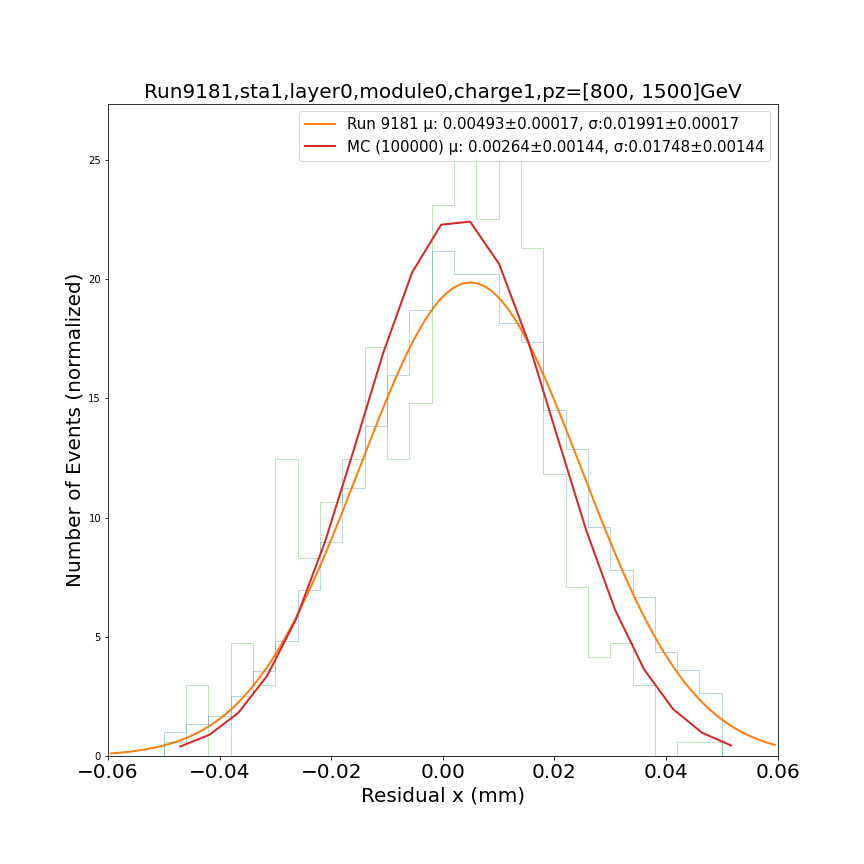 Run9181,sta1,layer0,module0,charge1,pz=[800, 1500]GeV
Run 9181 μ: 0.00493±0.00017, σ:0.01991±0.00017
MC (100000) μ: 0.00264±0.00144, σ:0.01748±0.00144
25
20
15
10
5
0
Number of Events (normalized)
−0.06 −0.04 −0.02 0.00 0.02 0.04 0.06
Residual x (mm)